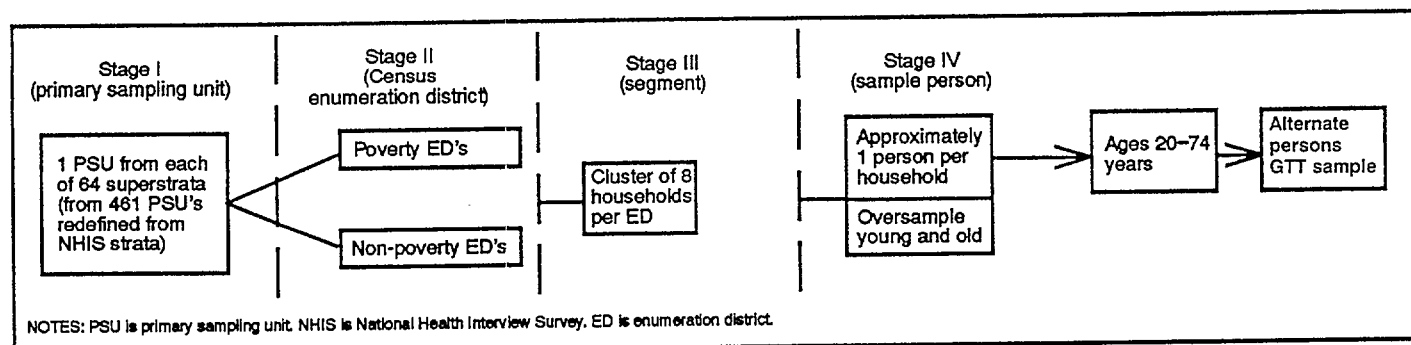 Stage I
(primary sampling unit)
1 PSU from each
of 64 superstrata
(from 461 PSU's
redefined from
NHIS strata)
Stage II
(Census
enumeration district)
Poverty ED's
Non-poverty ED's
Stage III
(segment)
Cluster of 8
households
per ED
Stage IV
(sample person)
Approximately
1 person per
household
Oversample
young and old
Ages 20–74
years
Alternate
persons
GTT sample
NOTES: PSU is primary sampling unit. NHIS is National Health Interview Survey. ED is enumeration district.